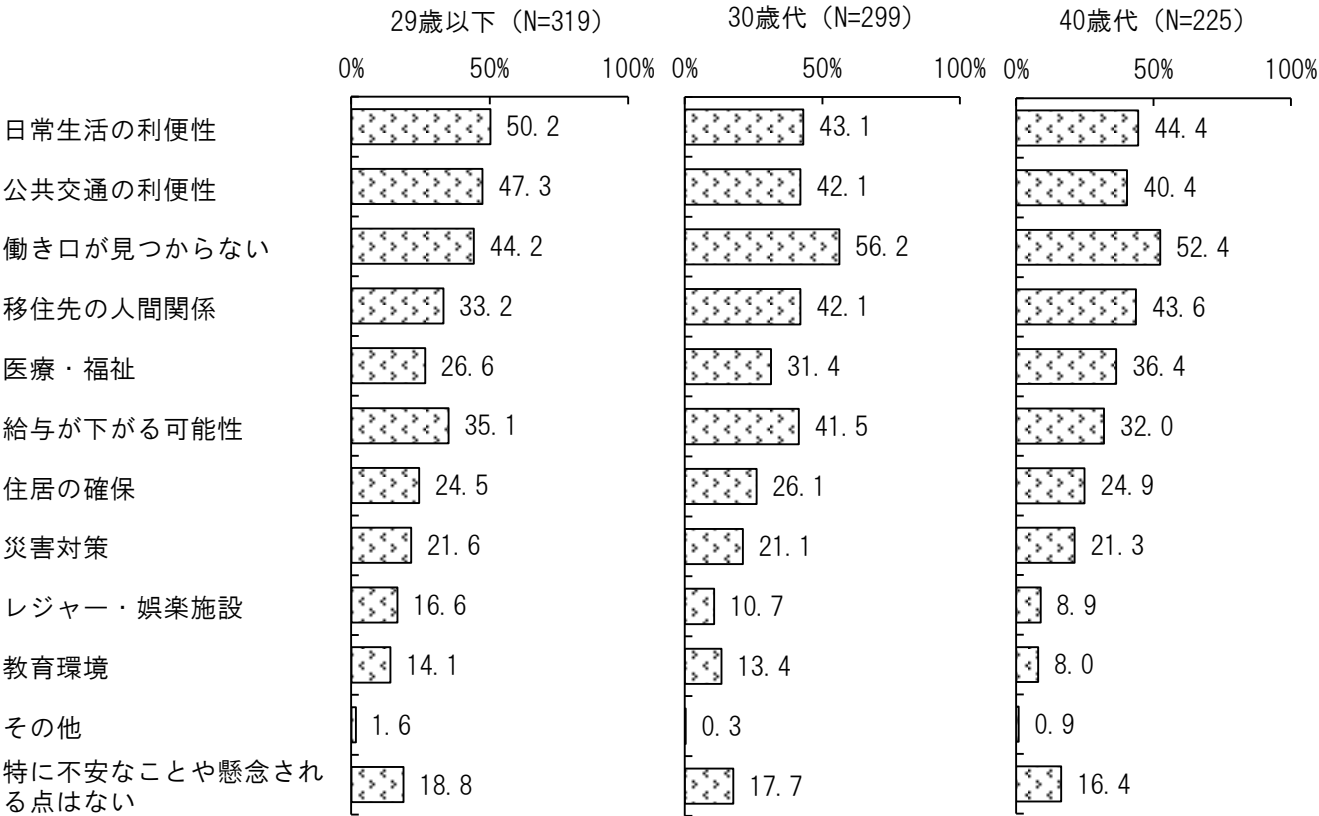 29歳以下（N=319） 30歳代（N=299） 40歳代（N=225）
0% 50% 100% 0% 50% 100% 0% 50% 100%
日常生活の利便性 50.2 43.1 44.4
公共交通の利便性 47.3 42.1 40.4
働き口が見つからない 44.2 56.2 52.4
移住先の人間関係 33.2 42.1 43.6
医療・福祉 26.6 31.4 36.4
給与が下がる可能性 35.1 41.5 32.0
住居の確保 24.5 26.1 24.9
災害対策 21.6 21.1 21.3
レジャー・娯楽施設 16.6 10.7 8.9
教育環境 14.1 13.4 8.0
その他 1.6 0.3 0.9
特に不安なことや懸念され
る点はない 18.8 17.7 16.4